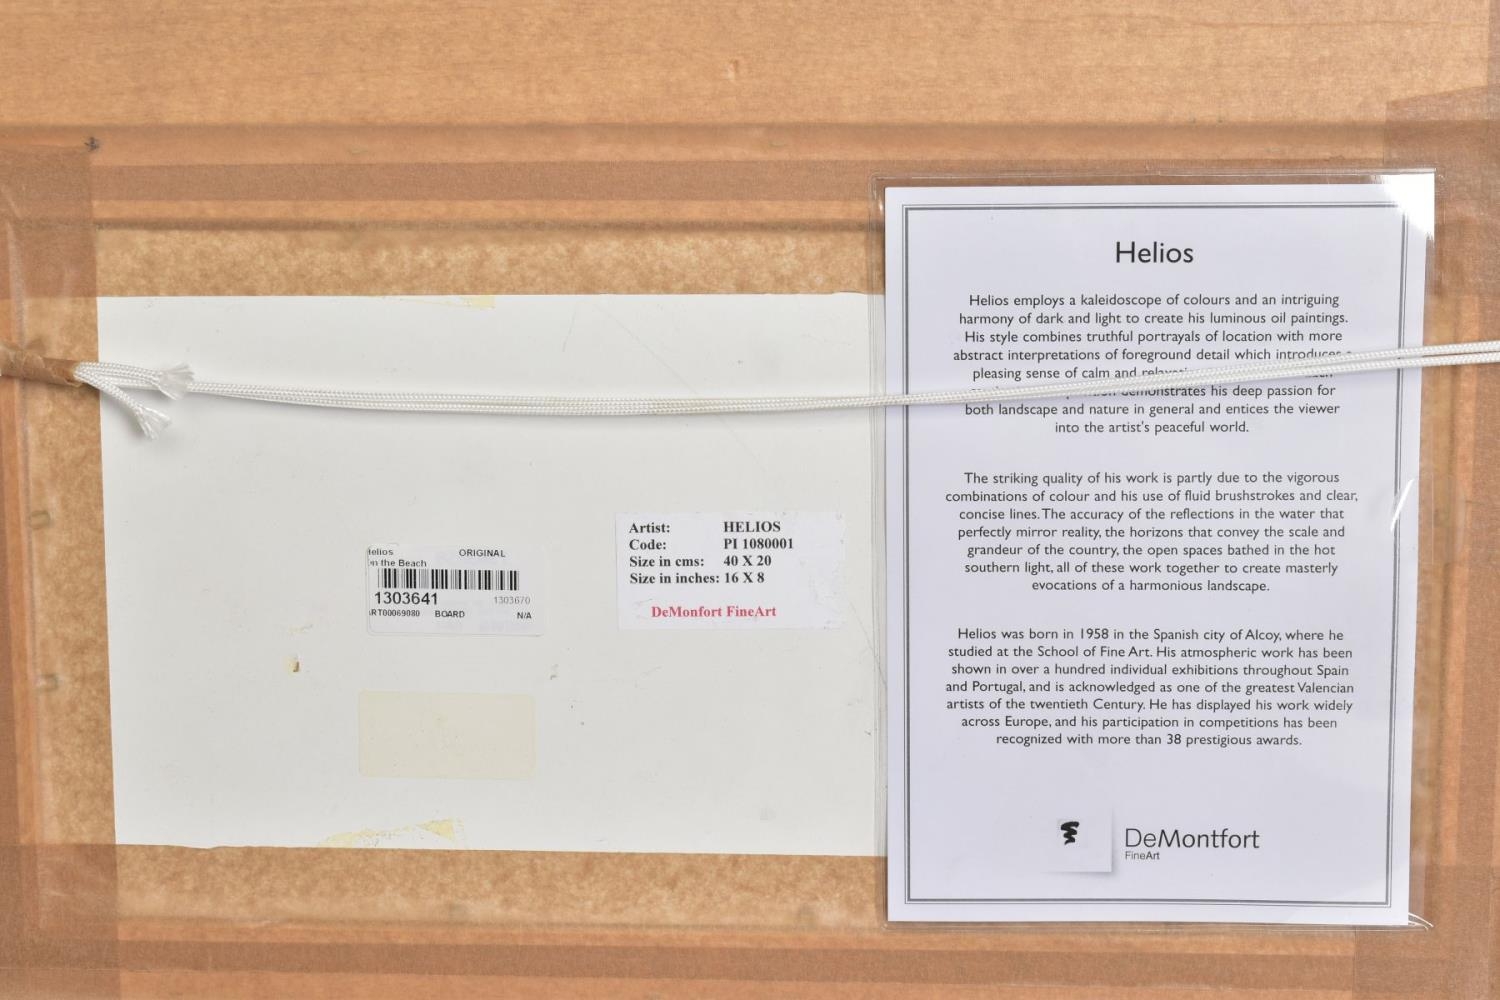 Helios
Helios employs a kaleidoscope of colours and an intriguing
harmony of dark and light to create his luminous oil paintings.
His style combines truthful portrayals of location with more
abstract interpretations of foreground detail which introduces a
pleasing sense of calm and
demonstrates his deep passion for
both landscape and nature in general and entices the viewer
into the artist's peaceful world.
The striking quality of his work is partly due to the vigorous
combinations of colour and his use of fluid brushstrokes and clear,
concise lines. The accuracy of the reflections in the water that
perfectly mirror reality, the horizons that convey the scale and
grandeur of the country, the open spaces bathed in the hot
southern light, all of these work together to create masterly
evocations of a harmonious landscape.
Helios was born in 1958 in the Spanish city of Alcoy, where he
studied at the School of Fine Art. His atmospheric work has been
shown in over a hundred individual exhibitions throughout Spain
and Portugal, and is acknowledged as one of the greatest Valencian
artists of the twentieth Century. He has displayed his work widely
across Europe, and his participation in competitions has been
recognized with more than 38 prestigious awards.
DeMontfort
FineArt
Artist: HELIOS
Code: PI 1080001
Size in cms: 40 X 20
Size in inches: 16 X 8
DeMonfort FineArt
elios ORIGINAL
on the Beach
1303641 1303670
RT00069080 BOARD N/A